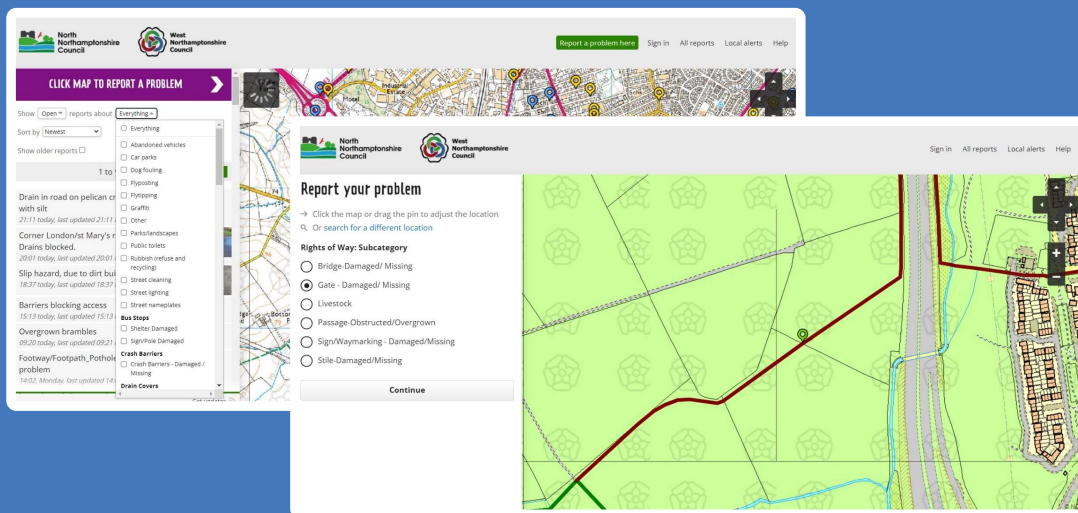 North
Northamptonshire
Council
West
Northamptonshire
Council
Report a problem here Sign in All reports Local alerts Help
CLICK MAP TO REPORT A PROBLEM
Show Open reports about Everything
Sort by Newest
Show older reports
1 to
Everything
Abandoned vehicles
Car parks
Dog fouling
Flyposting
Flytipping
Graffiti
Other
Parks/landscapes
Public toilets
Rubbish (refuse and
recycling)
Street cleaning
Street lighting
Street nameplates
Bus Stops
Shelter Damaged
Sign/Pole Damaged
Crash Barriers
Crash Barriers - Damaged /
Missing
Drain Covers
Drain in road on pelican
with silt
21:11 today, last updated 21:11
Corner London/st Mary's
Drains blocked.
20:01 today, last updated 20:01
Slip hazard, due to dirt
18:37 today, last updated 18:37
Barriers blocking access
15:13 today, last updated 15:13
Overgrown brambles
09:20 today, last updated 09:21
Footway/Footpath_Pothole
problem
14:02, Monday, last updated
Industrial
Estate
74
North
Northamptonshire
Council
West
Northamptonshire
Council
Sign in All reports Local alerts Help
Report your problem
→ Click the map or drag the pin to adjust the location
Or search for a different location
Rights of Way: Subcategory
Bridge-Damaged/ Missing
Gate - Damaged/ Missing
Livestock
Passage-Obstructed/Overgrown
Sign/Waymarking - Damaged/Missing
Stile-Damaged/Missing
Continue